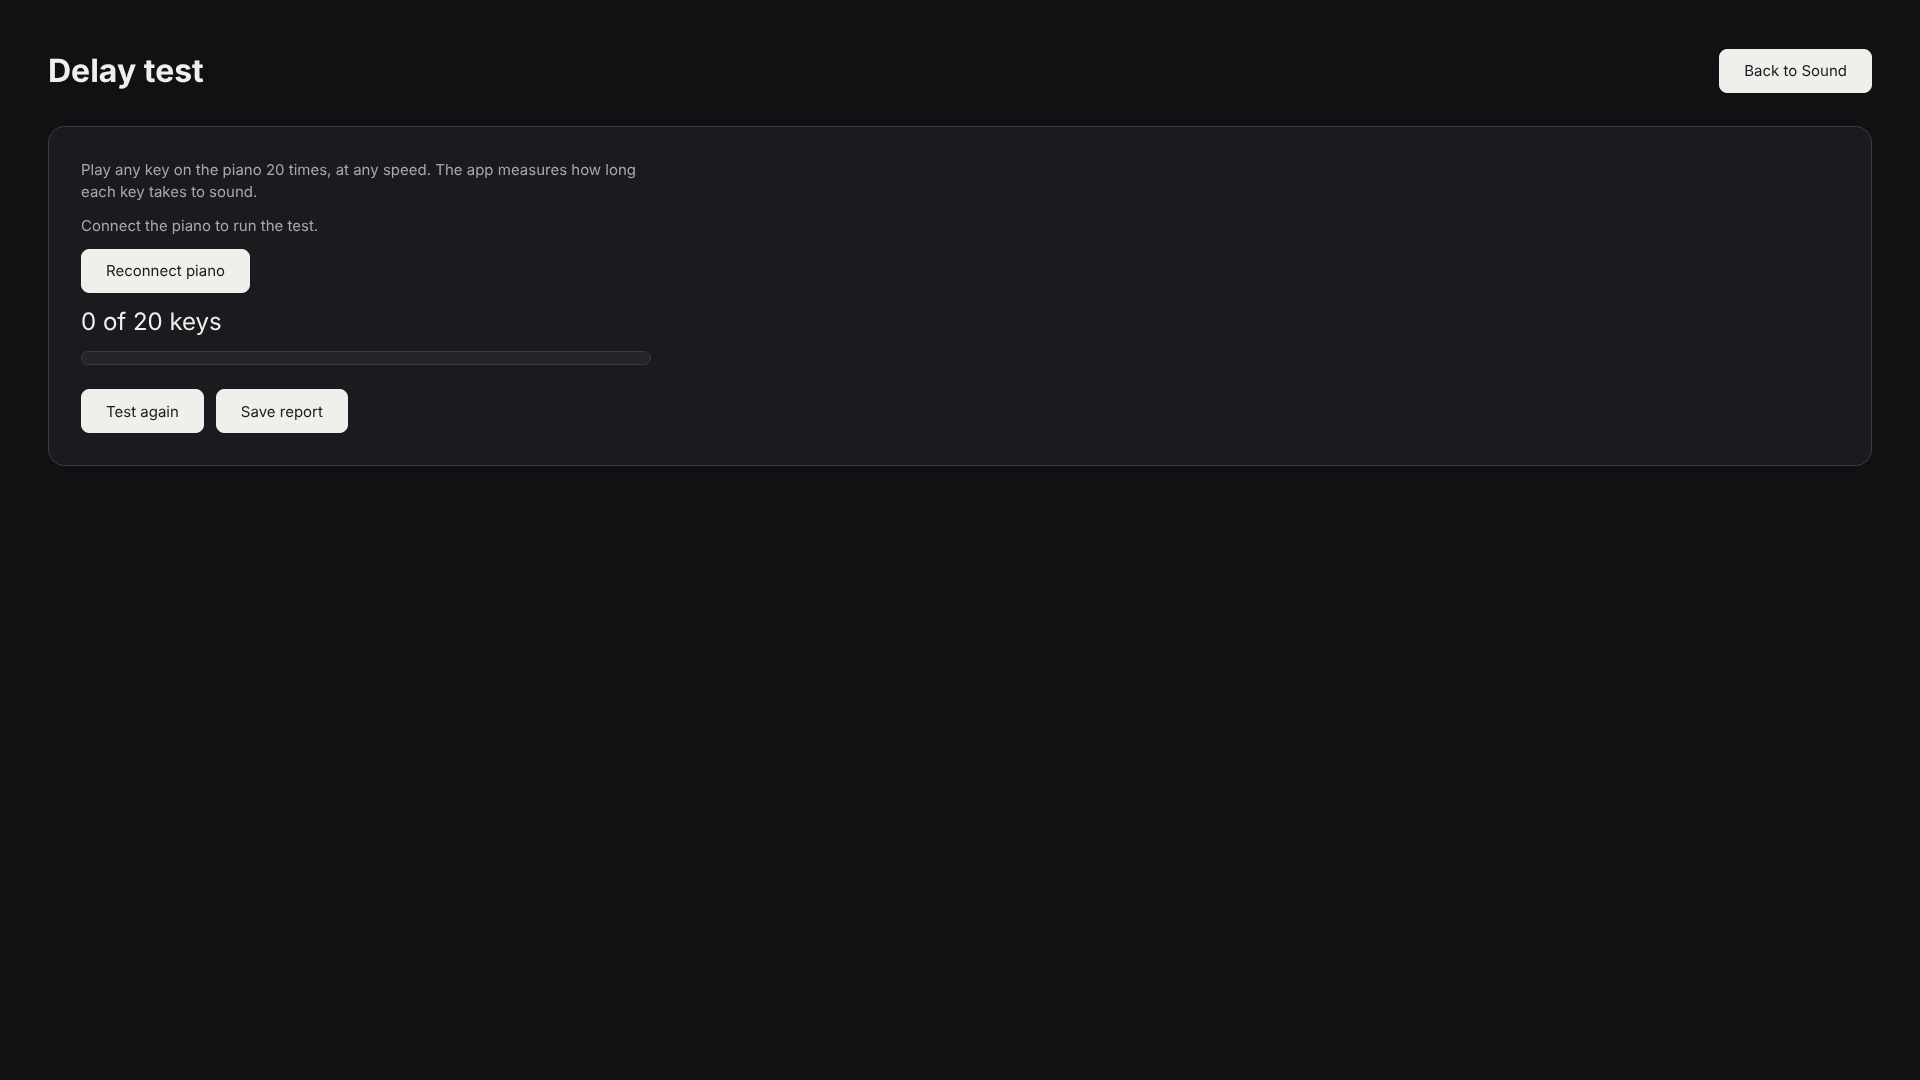 Delay test
Back to Sound
Play any key on the piano 20 times, at any speed. The app measures how long
each key takes to sound.
Connect the piano to run the test.
Reconnect piano
0 of 20 keys
Test again
Save report